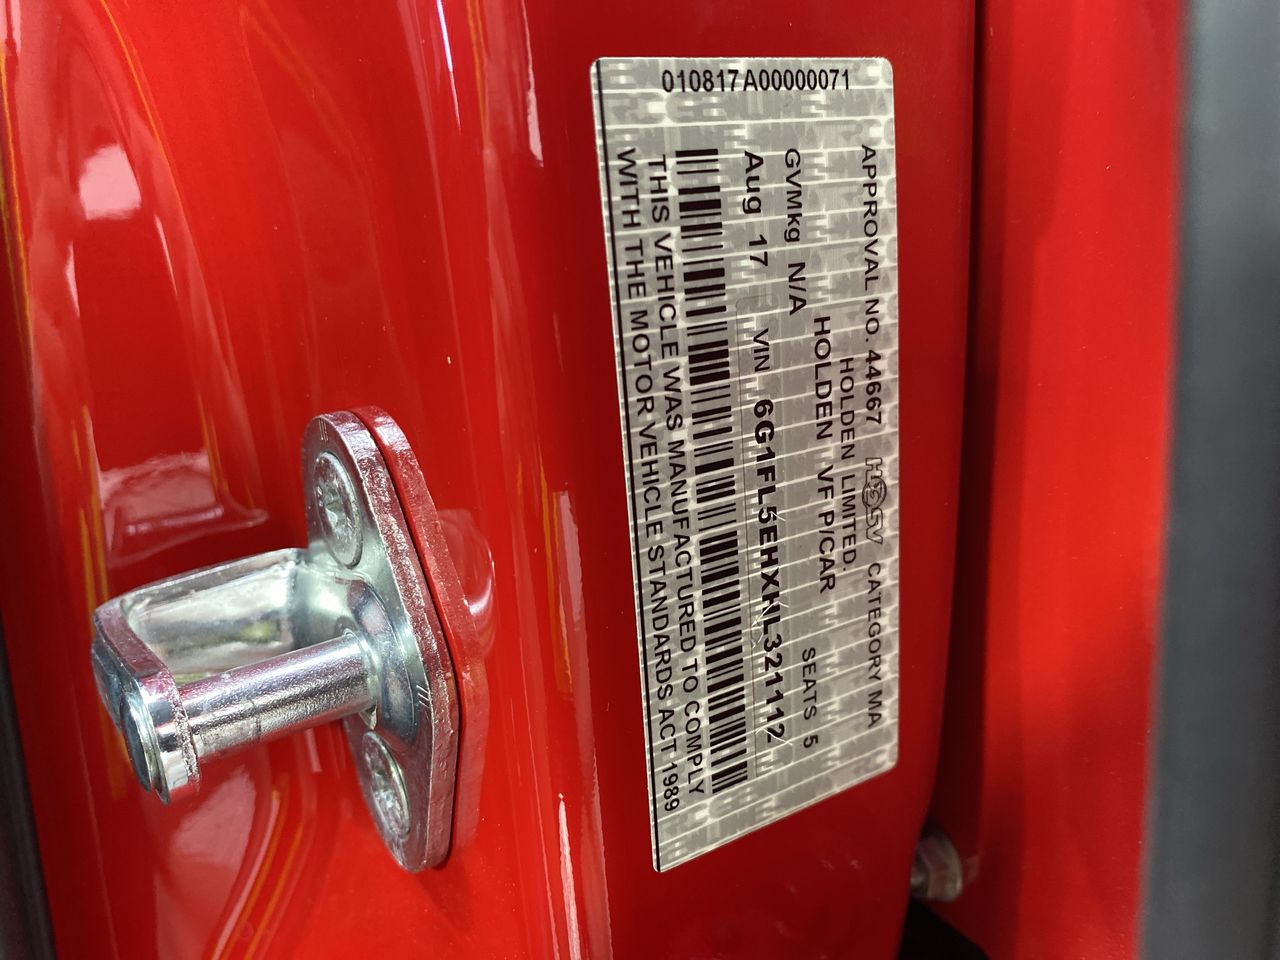 010817A00000071
APPROVAL NO. 44667 HSV CATEGORY MA
HOLDEN LIMITED.
HOLDEN VF P/CAR
GVMkg N/A SEATS 5
Aug 17 VIN 6G1FL5EHXHL321112
THIS VEHICLE WAS MANUFACTURED TO COMPLY
WITH THE MOTOR VEHICLE STANDARDS ACT 1989